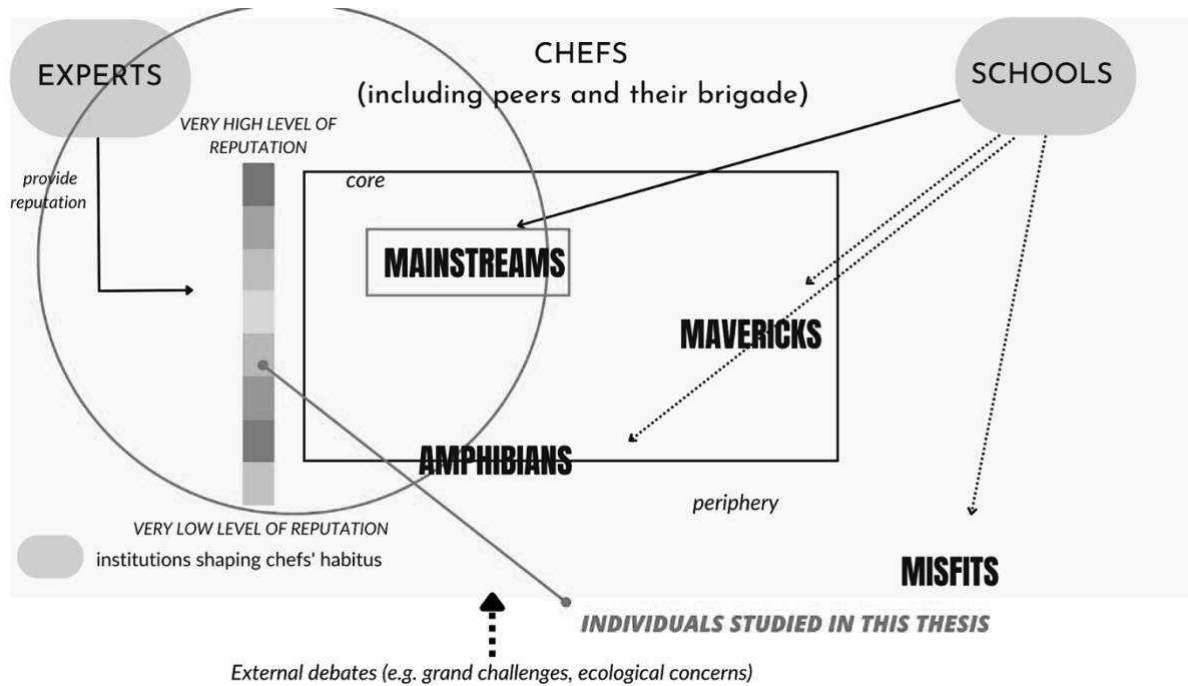 EXPERTS
CHEFS
(including peers and their brigade)
SCHOOLS
VERY HIGH LEVEL OF
REPUTATION
provide
reputation
core
MAINSTREAMS
MAVERICKS
AMPHIBIANS
periphery
VERY LOW LEVEL OF REPUTATION
institutions shaping chefs' habitus
MISFITS
INDIVIDUALS STUDIED IN THIS THESIS
External debates (e.g. grand challenges, ecological concerns)